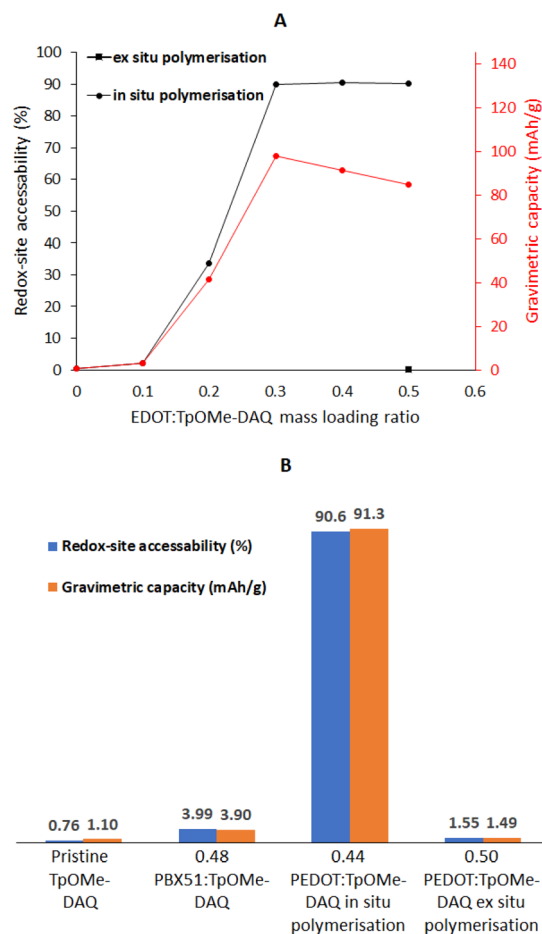 A
ex situ polymerisation
in situ polymerisation
Redox-site accessability (%)
100
90
80
70
60
50
40
30
20
10
0
140
120
100
80
60
40
20
0
Gravimetric capacity (mAh/g)
0 0.1 0.2 0.3 0.4 0.5 0.6
EDOT:TpOMe-DAQ mass loading ratio
B
Redox-site accessability (%)
Gravimetric capacity (mAh/g)
90.6 91.3
0.76 1.10
3.99 3.90
1.55 1.49
Pristine
TpOMe-
DAQ
0.48
PBX51:TpOMe-
DAQ
0.44
PEDOT:TpOMe-
DAQ in situ
polymerisation
0.50
PEDOT:TpOMe-
DAQ ex situ
polymerisation